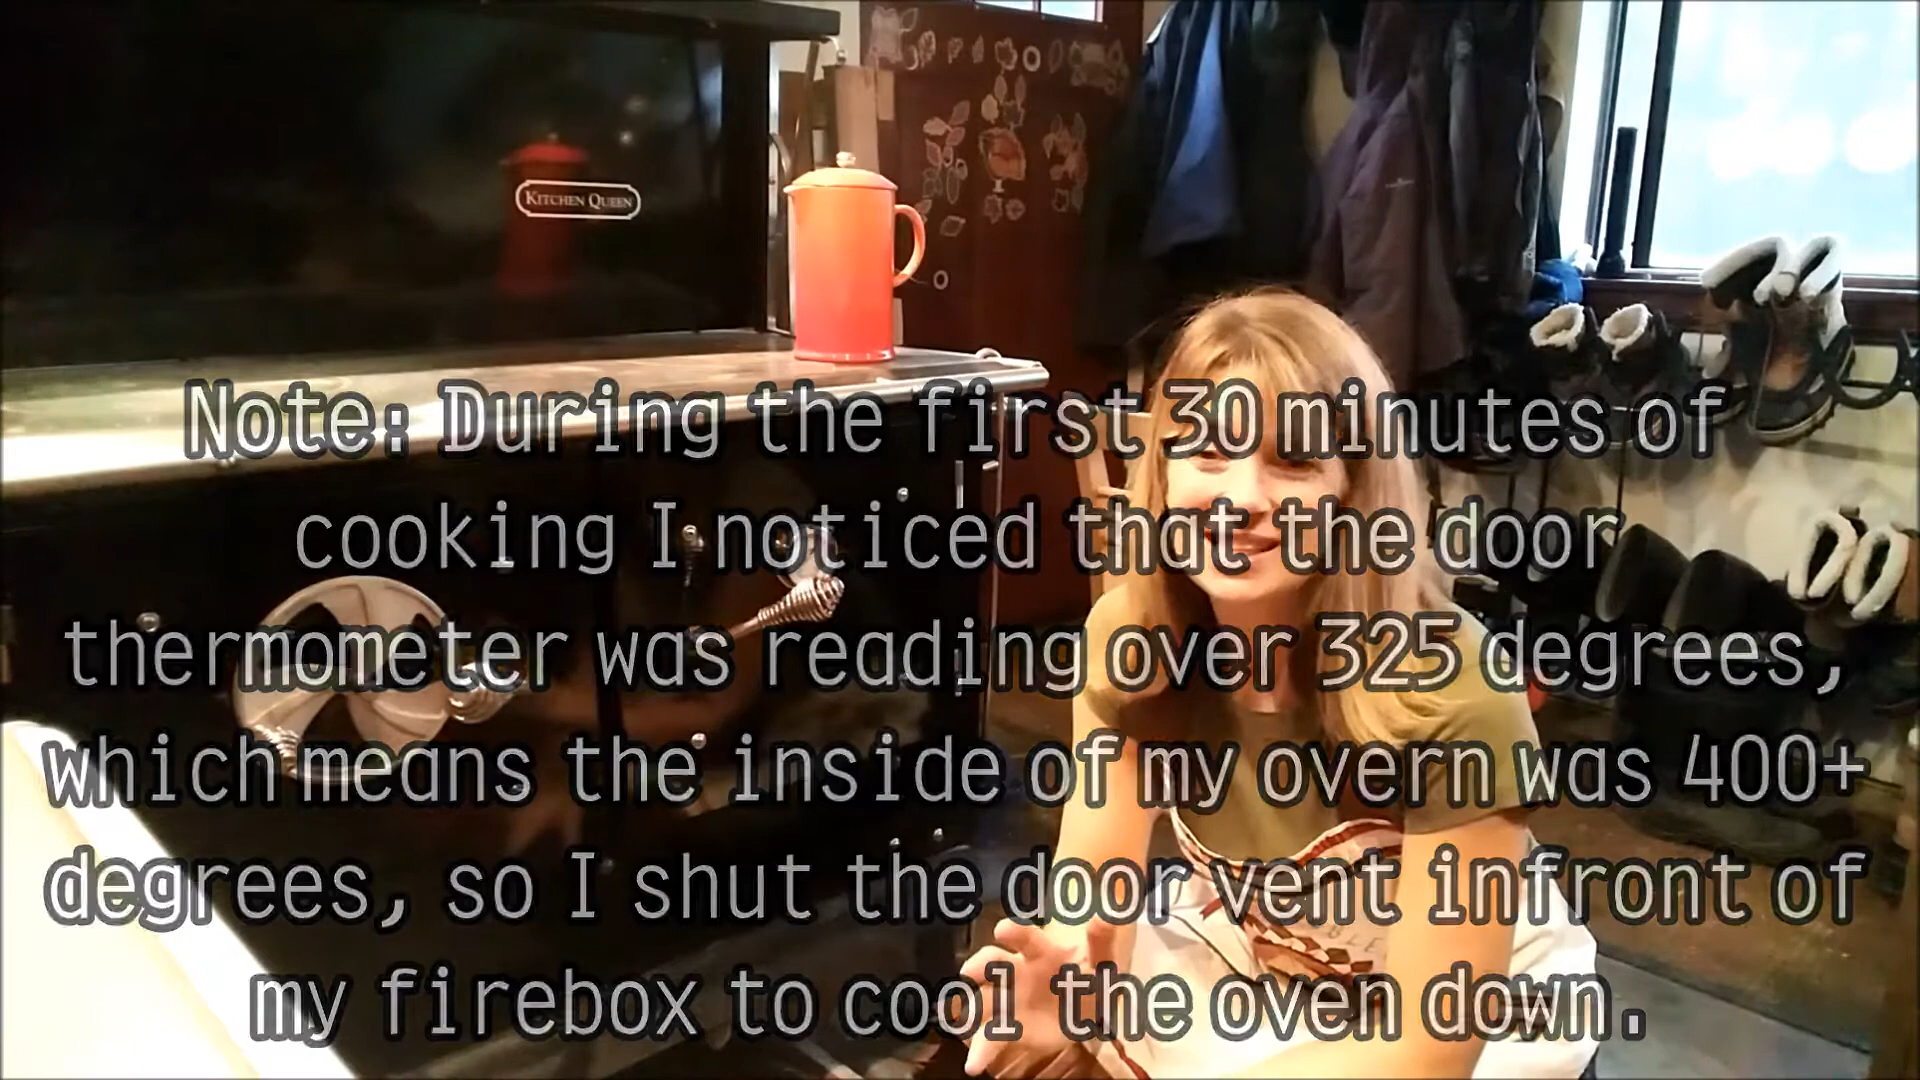 KITCHEN QUEEN
Note: During the first 30 minutes of
cooking I noticed that the door
thermometer was reading over 325 degrees,
which means the inside of my overn was 400+
degrees, so I shut the door vent infront of
my firebox to cool the oven down.